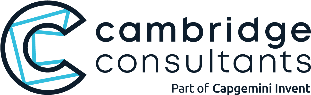 cambridge
consultants
Part of Capgemini Invent